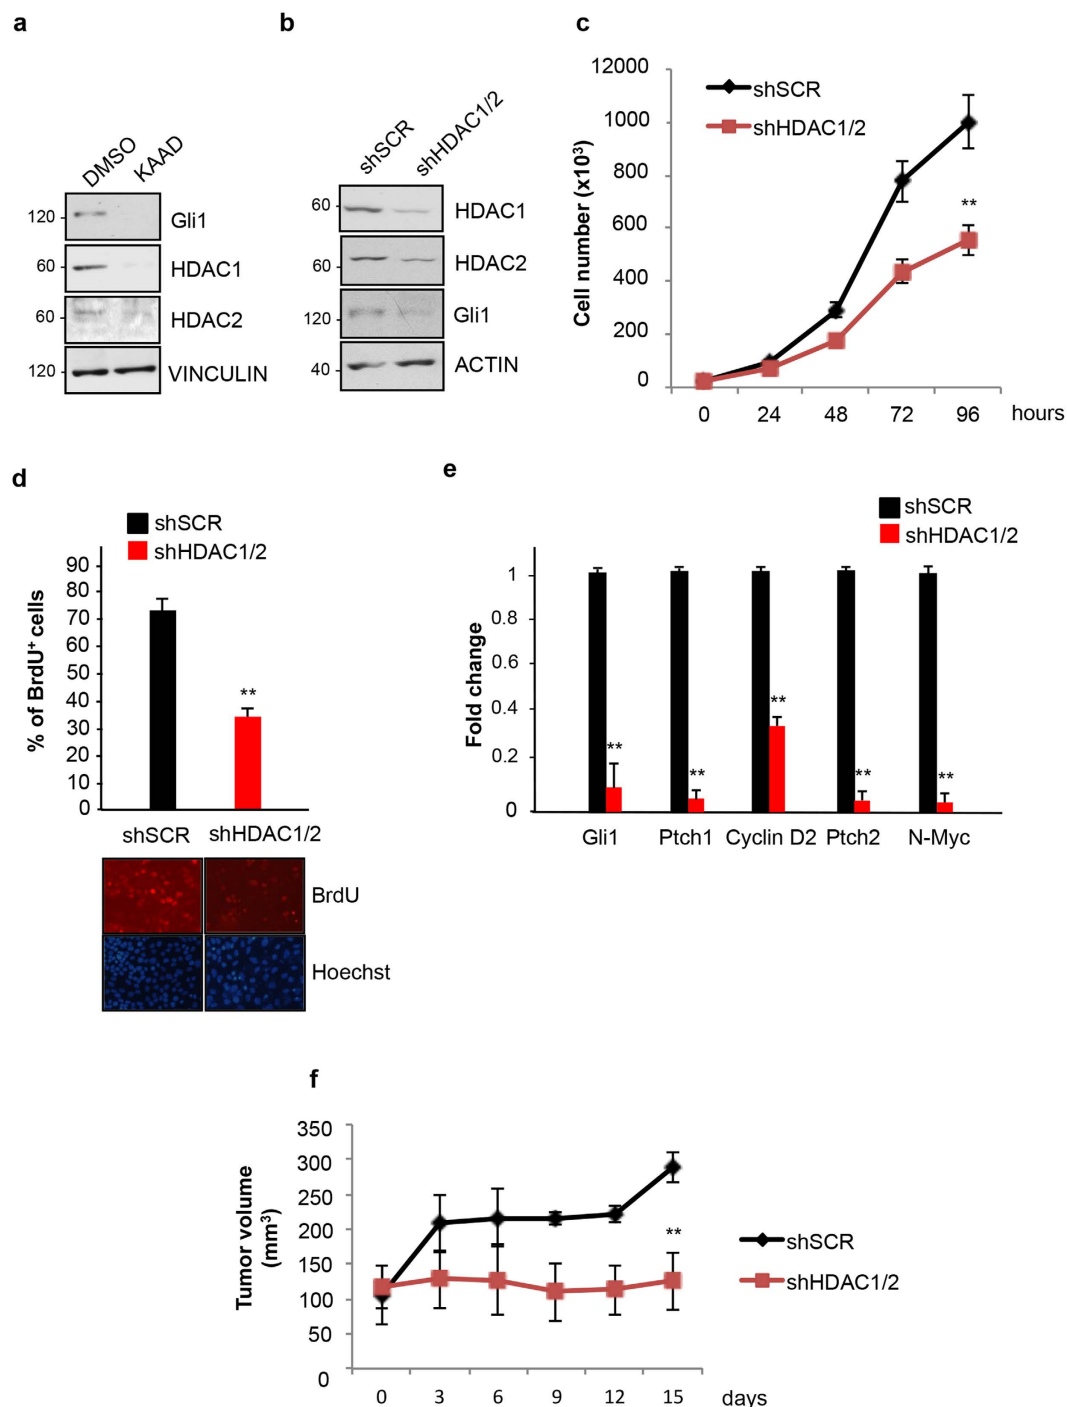 a
DMSO
KAAD
120
Gli1
60
HDAC1
60
HDAC2
120
VINCULIN
b
shSCR
shHDAC1/2
60
HDAC1
60
HDAC2
120
Gli1
40
ACTIN
c
12000
1000
800
600
400
200
0
Cell number (x10³)
shSCR
shHDAC1/2
**
0 24 48 72 96 hours
d
shSCR
shHDAC1/2
90
80
70
60
50
40
30
20
10
0
% of BrdU⁺ cells
**
shSCR shHDAC1/2
BrdU
Hoechst
e
shSCR
shHDAC1/2
1
0.8
0.6
0.4
0.2
0
Fold change
** ** ** ** **
Gli1 Ptch1 Cyclin D2 Ptch2 N-Myc
f
350
300
250
200
150
100
50
0
Tumor volume
(mm³)
**
shSCR
shHDAC1/2
0 3 6 9 12 15 days